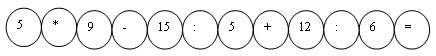 5 * 9 - 15 : 5 + 12 : 6 =